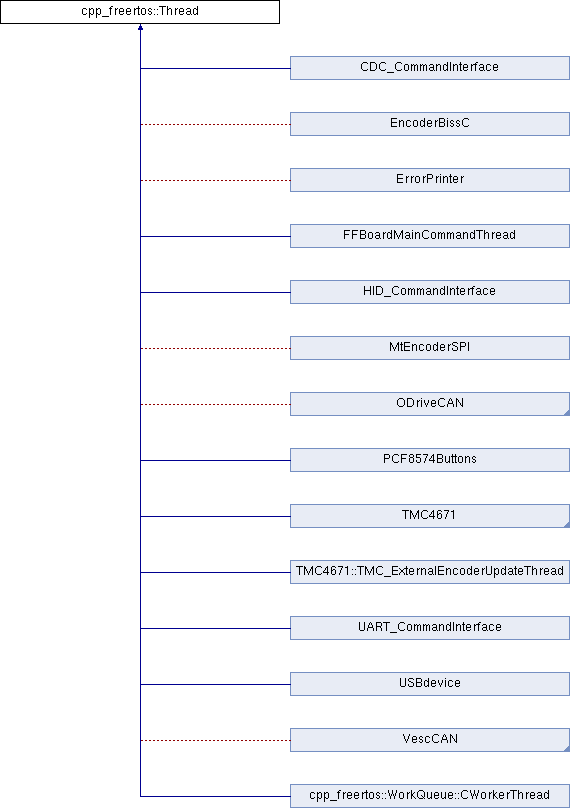 cpp_freertos::Thread
CDC_CommandInterface
EncoderBissC
ErrorPrinter
FFBoardMainCommandThread
HID_CommandInterface
MtEncoderSPI
ODriveCAN
PCF8574Buttons
TMC4671
TMC4671::TMC_ExternalEncoderUpdateThread
UART_CommandInterface
USBdevice
VescCAN
cpp_freertos::WorkQueue::CWorkerThread